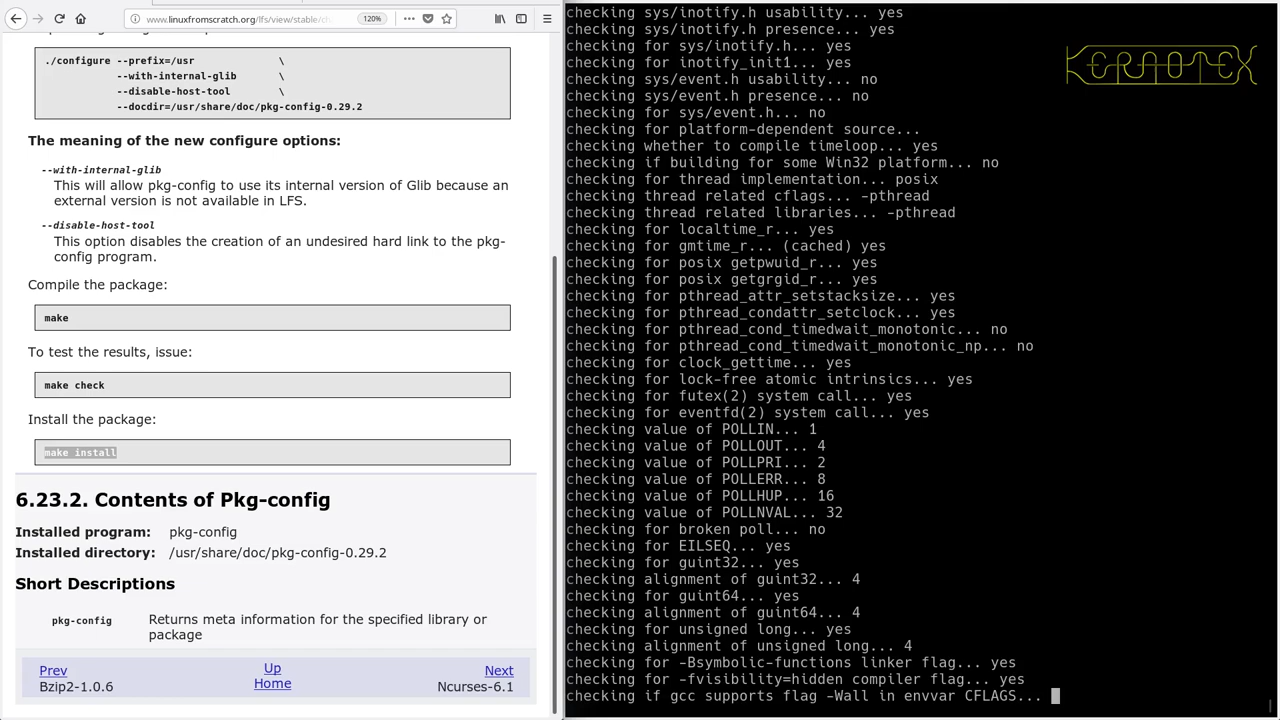 www.linuxfromscratch.org/lfs/view/stable/ch
120%
./configure --prefix=/usr \
--with-internal-glib \
--disable-host-tool \
--docdir=/usr/share/doc/pkg-config-0.29.2
The meaning of the new configure options:
--with-internal-glib
This will allow pkg-config to use its internal version of Glib because an
external version is not available in LFS.
--disable-host-tool
This option disables the creation of an undesired hard link to the pkg-
config program.
Compile the package:
make
To test the results, issue:
make check
Install the package:
make install
6.23.2. Contents of Pkg-config
Installed program: pkg-config
Installed directory: /usr/share/doc/pkg-config-0.29.2
Short Descriptions
pkg-config Returns meta information for the specified library or
package
Prev Up Next
Bzip2-1.0.6 Home Ncurses-6.1
checking sys/inotify.h usability... yes
checking sys/inotify.h presence... yes
checking for sys/inotify.h... yes
checking for inotify_init1... yes
checking sys/event.h usability... no
checking sys/event.h presence... no
checking for sys/event.h... no
checking for platform-dependent source...
checking whether to compile timeloop... yes
checking if building for some Win32 platform... no
checking for thread implementation... posix
checking thread related cflags... -pthread
checking thread related libraries... -pthread
checking for localtime_r... yes
checking for gmtime_r... (cached) yes
checking for posix getpwuid_r... yes
checking for posix getgrgid_r... yes
checking for pthread_attr_setstacksize... yes
checking for pthread_condattr_setclock... yes
checking for pthread_cond_timedwait_monotonic... no
checking for pthread_cond_timedwait_monotonic_np... no
checking for clock_gettime... yes
checking for lock-free atomic intrinsics... yes
checking for futex(2) system call... yes
checking for eventfd(2) system call... yes
checking value of POLLIN... 1
checking value of POLLOUT... 4
checking value of POLLPRI... 2
checking value of POLLERR... 8
checking value of POLLHUP... 16
checking value of POLLNVAL... 32
checking for broken poll... no
checking for EILSEQ... yes
checking for guint32... yes
checking alignment of guint32... 4
checking for guint64... yes
checking alignment of guint64... 4
checking for unsigned long... yes
checking alignment of unsigned long... 4
checking for -Bsymbolic-functions linker flag... yes
checking for -fvisibility=hidden compiler flag... yes
checking if gcc supports flag -Wall in envvar CFLAGS...